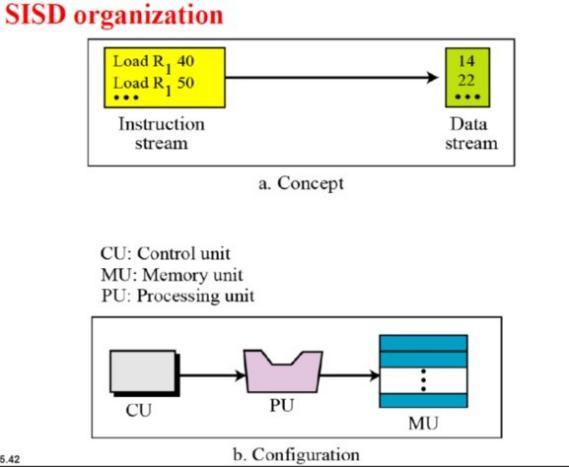 SISD organization
Load R1 40
Load R1 50
•••
14
22
•••
Instruction
stream
Data
stream
a. Concept
CU: Control unit
MU: Memory unit
PU: Processing unit
CU
PU
MU
b. Configuration
5.42